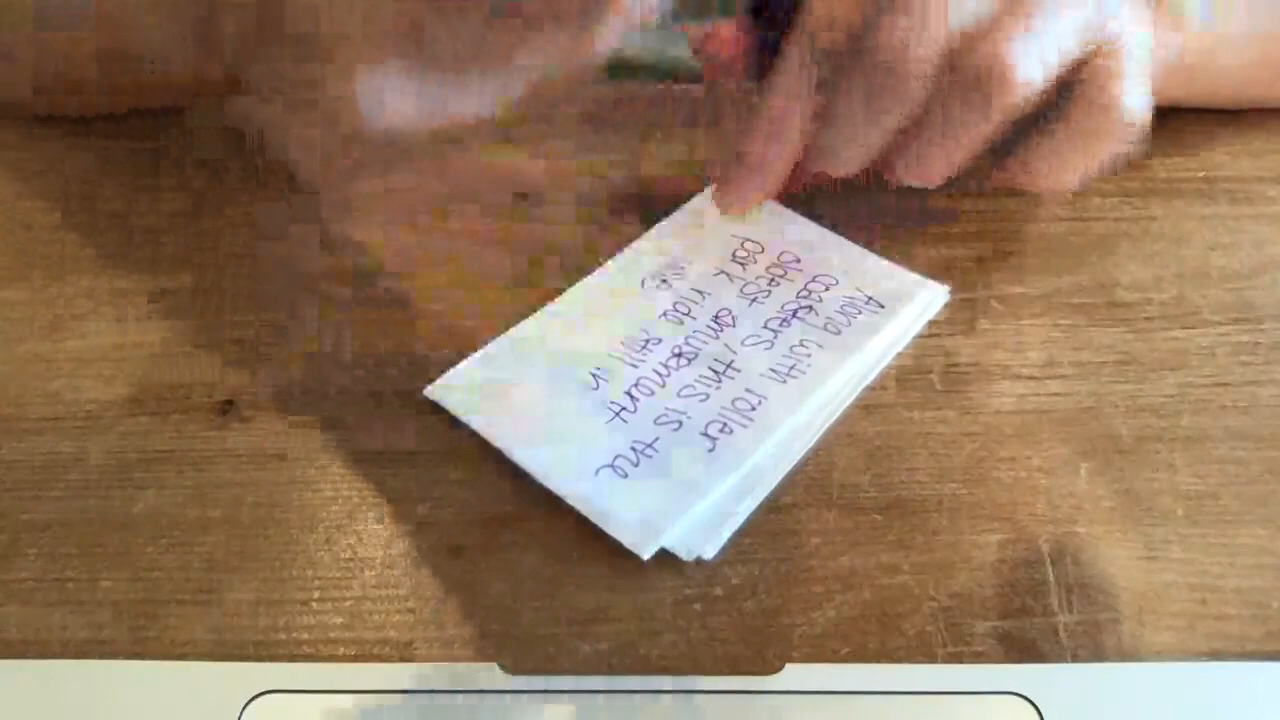 Along with roller
coasters, this is the
oldest amusement
park ride still in